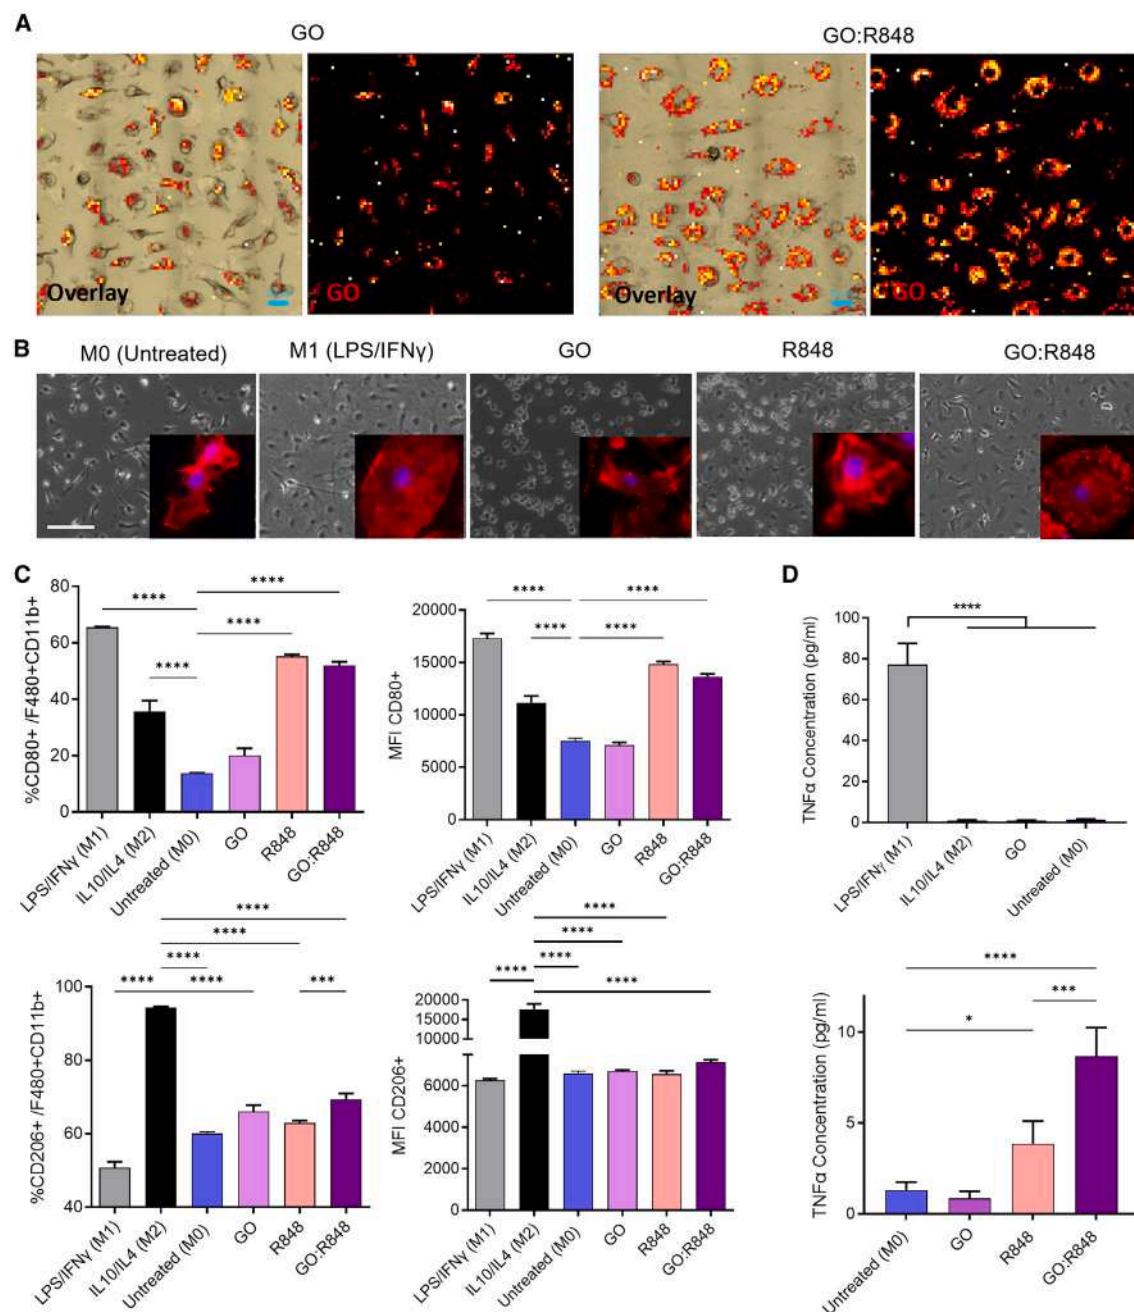 A
GO
GO:R848
Overlay
GO
Overlay
GO
B
M0 (Untreated)
M1 (LPS/IFNγ)
GO
R848
GO:R848
C
%CD80+ /F480+CD11b+
80
60
40
20
0
****
****
****
****
LPS/IFNγ (M1)
IL10/IL4 (M2)
Untreated (M0)
GO
R848
GO:R848
MFI CD80+
20000
15000
10000
5000
0
****
****
****
****
LPS/IFNγ (M1)
IL10/IL4 (M2)
Untreated (M0)
GO
R848
GO:R848
D
TNFα Concentration (pg/ml)
100
80
60
40
20
0
****
LPS/IFNγ (M1)
IL10/IL4 (M2)
GO
Untreated (M0)
%CD206+ /F480+CD11b+
100
80
60
40
****
****
****
****
****
***
LPS/IFNγ (M1)
IL10/IL4 (M2)
Untreated (M0)
GO
R848
GO:R848
MFI CD206+
20000
15000
10000
6000
4000
2000
0
****
****
****
****
****
LPS/IFNγ (M1)
IL10/IL4 (M2)
Untreated (M0)
GO
R848
GO:R848
TNFα Concentration (pg/ml)
10
5
0
****
***
*
Untreated (M0)
GO
R848
GO:R848